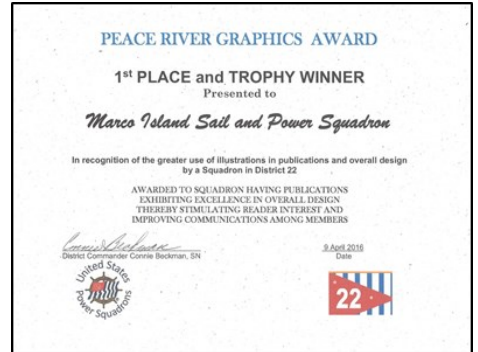 PEACE RIVER GRAPHICS AWARD
1st PLACE and TROPHY WINNER
Presented to
Marco Island Sail and Power Squadron
In recognition of the greater use of illustrations in publications and overall design
by a Squadron in District 22
AWARDED TO SQUADRON HAVING PUBLICATIONS
EXHIBITING EXCELLENCE IN OVERALL DESIGN
THEREBY STIMULATING READER INTEREST AND
IMPROVING COMMUNICATIONS AMONG MEMBERS
Connie Beckman
District Commander Connie Beckman, SN
9 April 2016
Date
United States
Power Squadrons
22